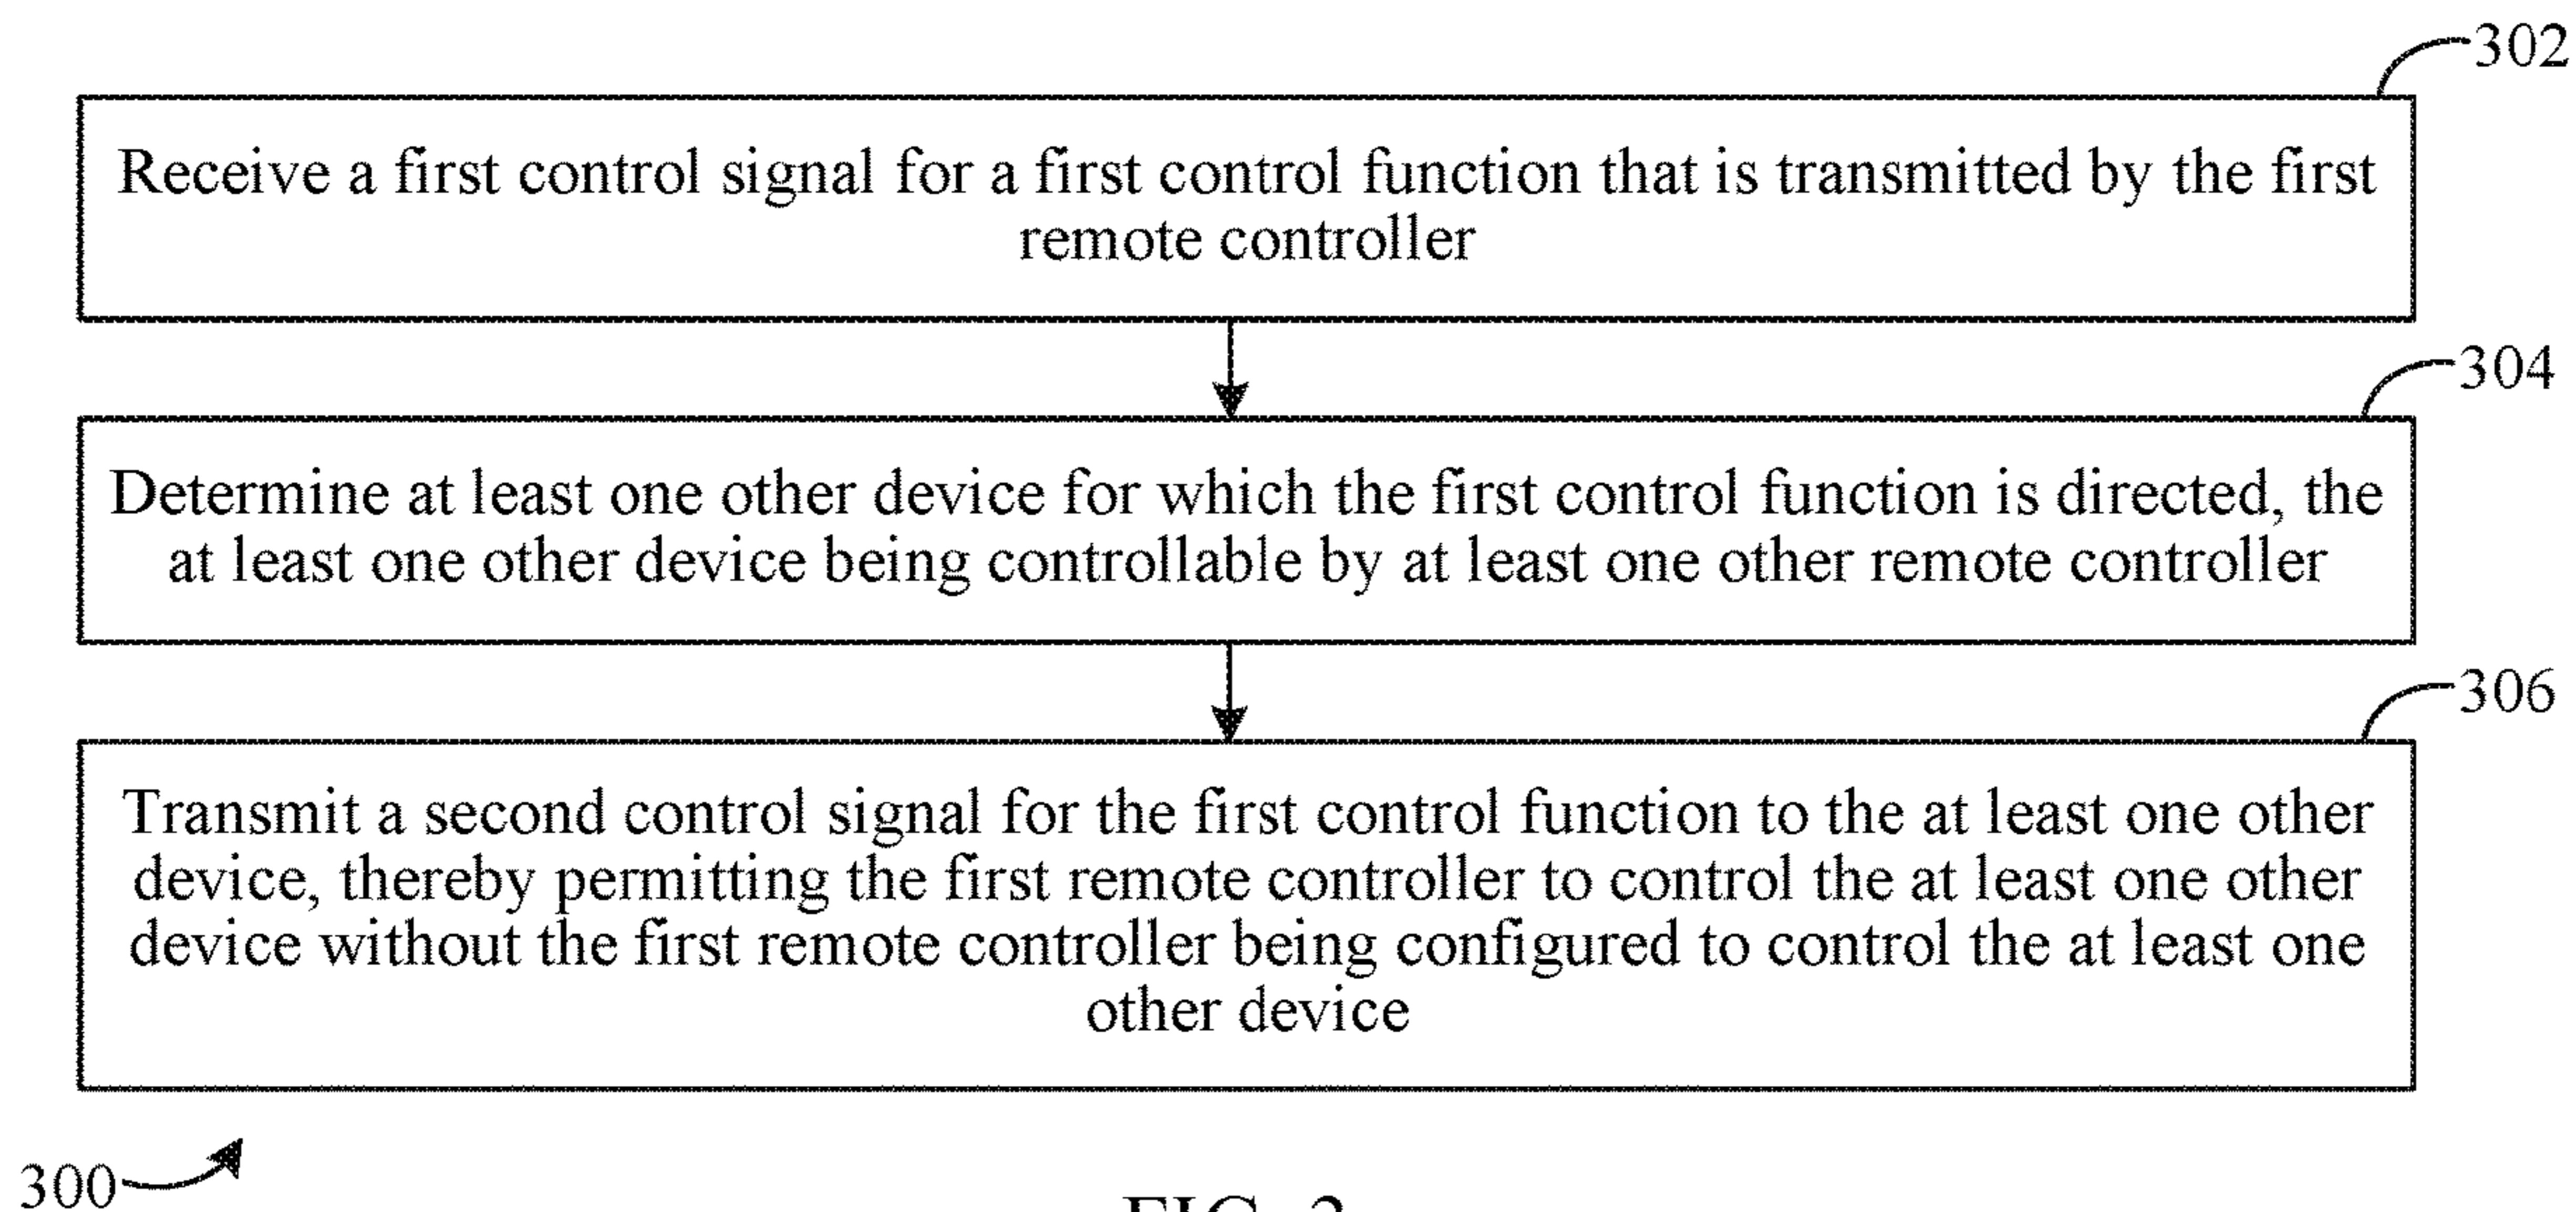 302
Receive a first control signal for a first control function that is transmitted by the first
remote controller
304
Determine at least one other device for which the first control function is directed, the
at least one other device being controllable by at least one other remote controller
306
Transmit a second control signal for the first control function to the at least one other
device, thereby permitting the first remote controller to control the at least one other
device without the first remote controller being configured to control the at least one
other device
300
FIG.